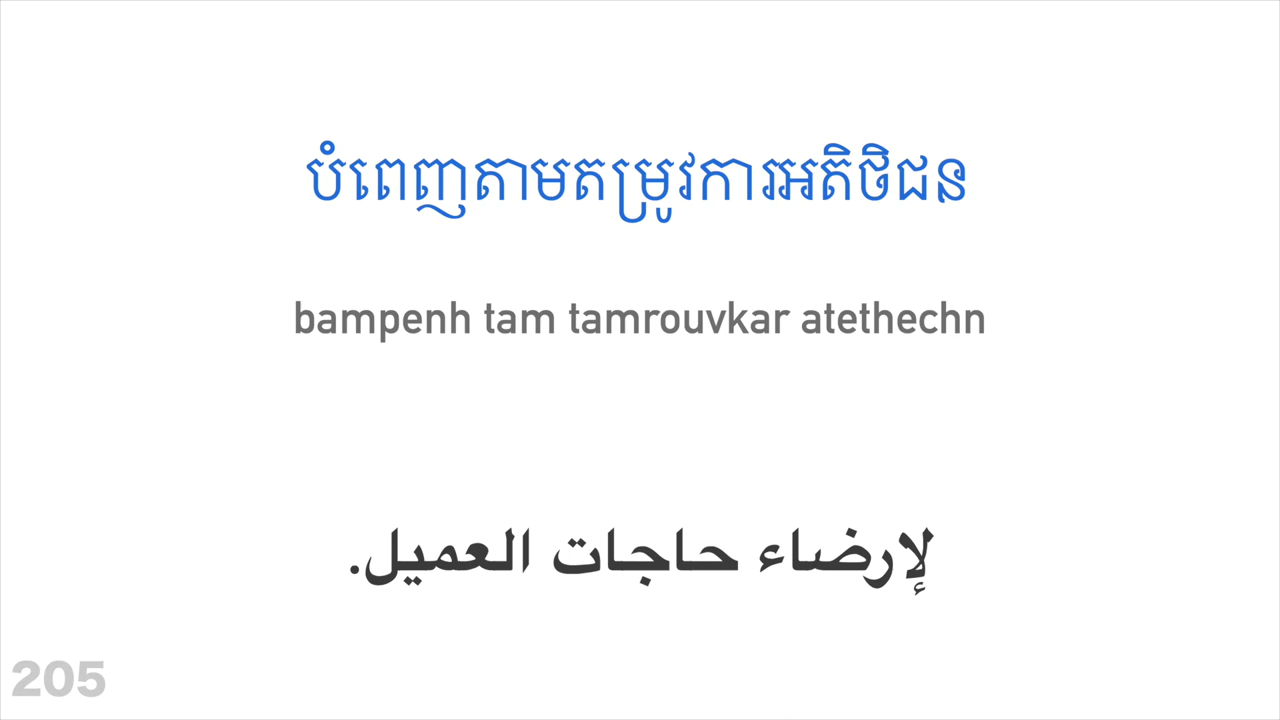 បំពេញតាមតម្រូវការអតិថិជន
bampenh tam tamrouvkar atethechn
لإرضاء حاجات العميل.
205